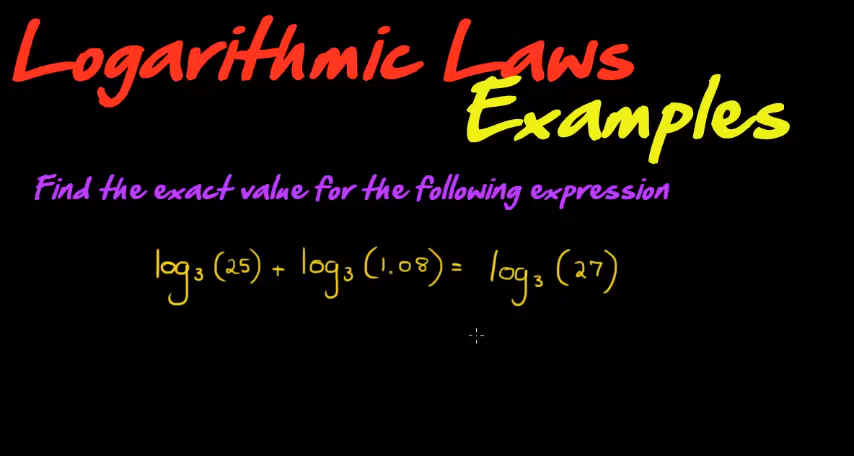 Logarithmic Laws
Examples
Find the exact value for the following expression
log₃(25) + log₃(1.08) = log₃(27)